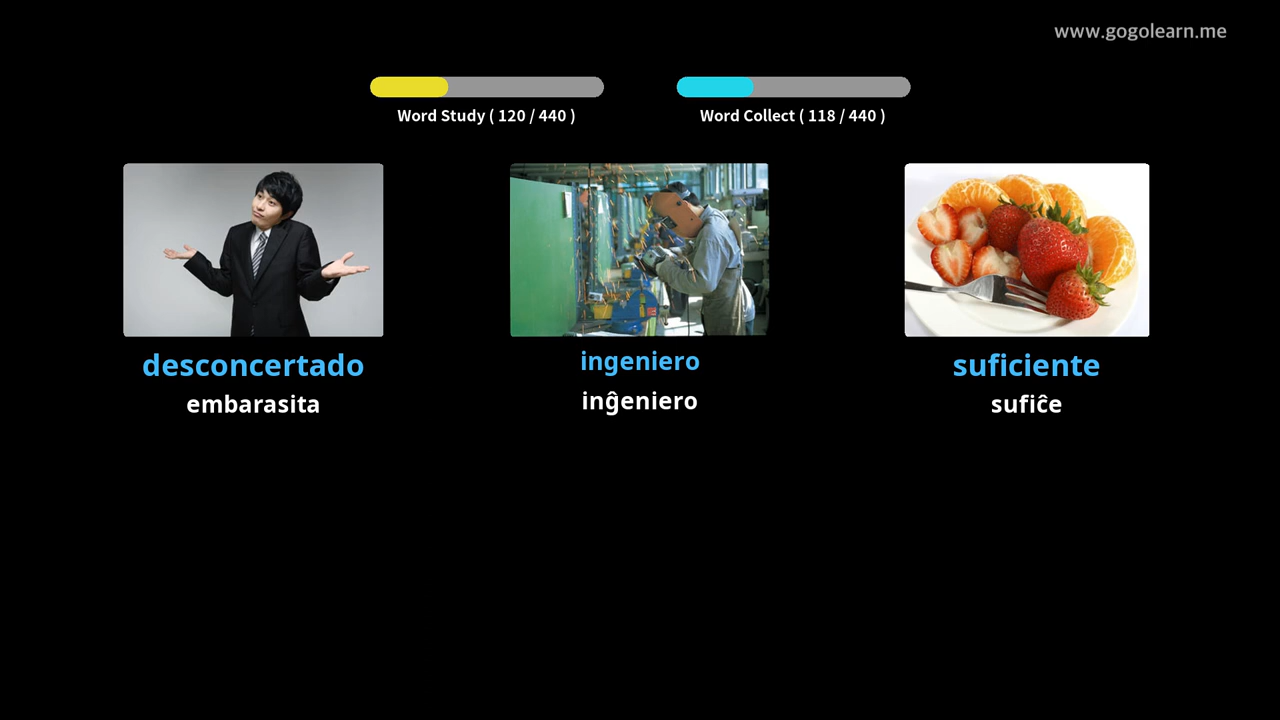 www.gogolearn.me
Word Study ( 120 / 440 )
Word Collect ( 118 / 440 )
desconcertado
embarasita
ingeniero
inĝeniero
suficiente
sufiĉe